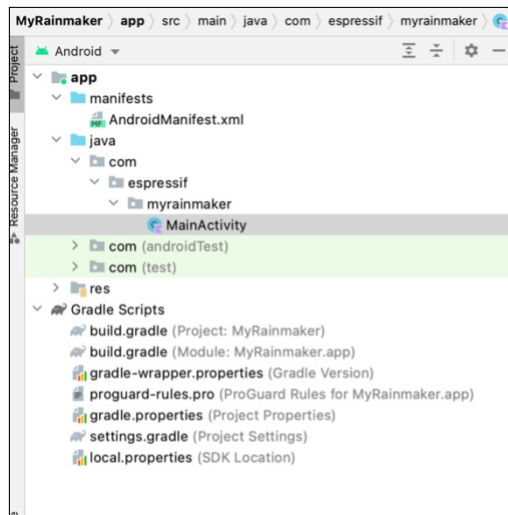 MyRainmaker 〉 app 〉 src 〉 main 〉 java 〉 com 〉 espressif 〉 myrainmaker 〉
Project
Android
app
manifests
AndroidManifest.xml
java
com
espressif
myrainmaker
MainActivity
com (androidTest)
com (test)
res
Gradle Scripts
build.gradle (Project: MyRainmaker)
build.gradle (Module: MyRainmaker.app)
gradle-wrapper.properties (Gradle Version)
proguard-rules.pro (ProGuard Rules for MyRainmaker.app)
gradle.properties (Project Properties)
settings.gradle (Project Settings)
local.properties (SDK Location)
Resource Manager